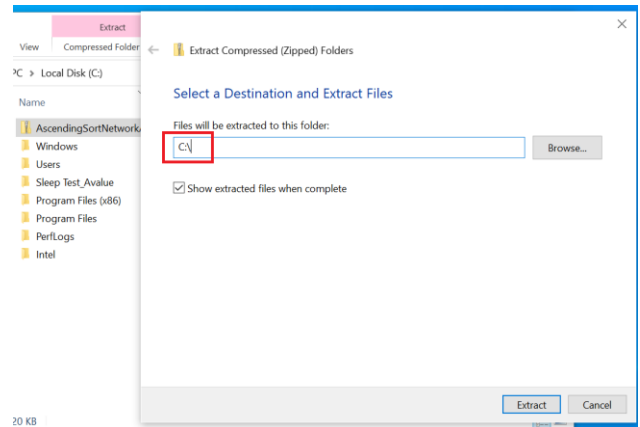 Extract
View Compressed Folder
PC > Local Disk (C:)
Name
AscendingSortNetworkA
Windows
Users
Sleep Test_Avalue
Program Files (x86)
Program Files
PerfLogs
Intel
20 KB
Extract Compressed (Zipped) Folders
Select a Destination and Extract Files
Files will be extracted to this folder:
C:\
Browse...
Show extracted files when complete
Extract Cancel